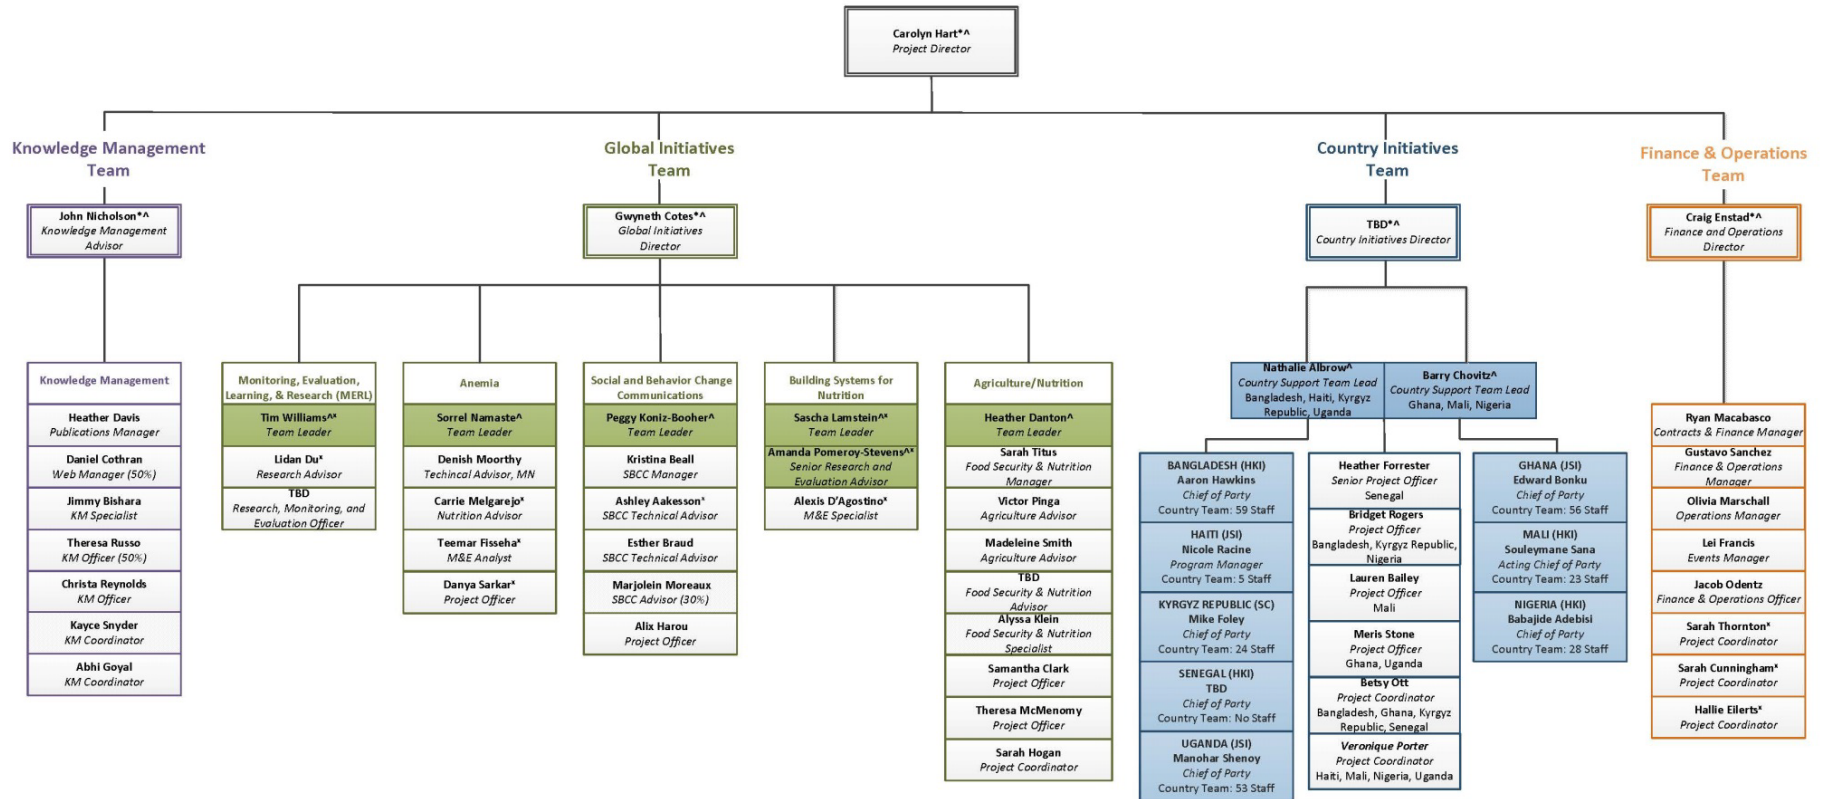 Carolyn Hart*^
Project Director
Knowledge Management
Team
Global Initiatives
Team
Country Initiatives
Team
Finance & Operations
Team
John Nicholson*^
Knowledge Management
Advisor
Gwyneth Cotes*^
Global Initiatives
Director
TBD*^
Country Initiatives Director
Craig Enstad*^
Finance and Operations
Director
Knowledge Management
Heather Davis
Publications Manager
Daniel Cothran
Web Manager (50%)
Jimmy Bishara
KM Specialist
Theresa Russo
KM Officer (50%)
Christa Reynolds
KM Officer
Kayce Snyder
KM Coordinator
Abhi Goyal
KM Coordinator
Monitoring, Evaluation,
Learning, & Research (MERL)
Tim Williams^ˣ
Team Leader
Lidan Duˣ
Research Advisor
TBD
Research, Monitoring, and
Evaluation Officer
Anemia
Sorrel Namaste^
Team Leader
Denish Moorthy
Techincal Advisor, MN
Carrie Melgarejoˣ
Nutrition Advisor
Teemar Fissehaˣ
M&E Analyst
Danya Sarkarˣ
Project Officer
Social and Behavior Change
Communications
Peggy Koniz-Booher^
Team Leader
Kristina Beall
SBCC Manager
Ashley Aakessonˣ
SBCC Technical Advisor
Esther Braud
SBCC Technical Advisor
Marjolein Moreaux
SBCC Advisor (30%)
Alix Harou
Project Officer
Building Systems for
Nutrition
Sascha Lamstein^ˣ
Team Leader
Amanda Pomeroy-Stevens^ˣ
Senior Research and
Evaluation Advisor
Alexis D'Agostinoˣ
M&E Specialist
Agriculture/Nutrition
Heather Danton^
Team Leader
Sarah Titus
Food Security & Nutrition
Manager
Victor Pinga
Agriculture Advisor
Madeleine Smith
Agriculture Advisor
TBD
Food Security & Nutrition
Advisor
Alyssa Klein
Food Security & Nutrition
Specialist
Samantha Clark
Project Officer
Theresa McMenomy
Project Officer
Sarah Hogan
Project Coordinator
Nathalie Albrow^
Country Support Team Lead
Bangladesh, Haiti, Kyrgyz
Republic, Uganda
Barry Chovitz^
Country Support Team Lead
Ghana, Mali, Nigeria
BANGLADESH (HKI)
Aaron Hawkins
Chief of Party
Country Team: 59 Staff
HAITI (JSI)
Nicole Racine
Program Manager
Country Team: 5 Staff
KYRGYZ REPUBLIC (SC)
Mike Foley
Chief of Party
Country Team: 24 Staff
SENEGAL (HKI)
TBD
Chief of Party
Country Team: No Staff
UGANDA (JSI)
Manohar Shenoy
Chief of Party
Country Team: 53 Staff
Heather Forrester
Senior Project Officer
Senegal
Bridget Rogers
Project Officer
Bangladesh, Kyrgyz Republic,
Nigeria
Lauren Bailey
Project Officer
Mali
Meris Stone
Project Officer
Ghana, Uganda
Betsy Ott
Project Coordinator
Bangladesh, Ghana, Kyrgyz
Republic, Senegal
Veronique Porter
Project Coordinator
Haiti, Mali, Nigeria, Uganda
GHANA (JSI)
Edward Bonku
Chief of Party
Country Team: 56 Staff
MALI (HKI)
Souleymane Sana
Acting Chief of Party
Country Team: 23 Staff
NIGERIA (HKI)
Babajide Adebisi
Chief of Party
Country Team: 28 Staff
Ryan Macabasco
Contracts & Finance Manager
Gustavo Sanchez
Finance & Operations
Manager
Olivia Marschall
Operations Manager
Lei Francis
Events Manager
Jacob Odentz
Finance & Operations Officer
Sarah Thorntonˣ
Project Coordinator
Sarah Cunninghamˣ
Project Coordinator
Hallie Eilertsˣ
Project Coordinator